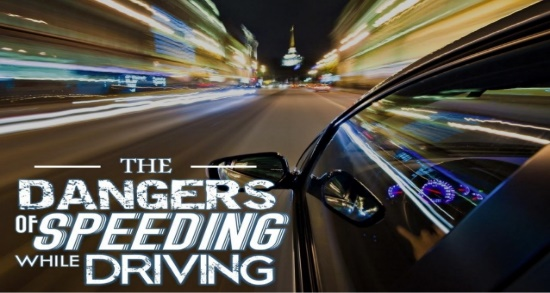 THE
DANGERS
OF SPEEDING
WHILE DRIVING